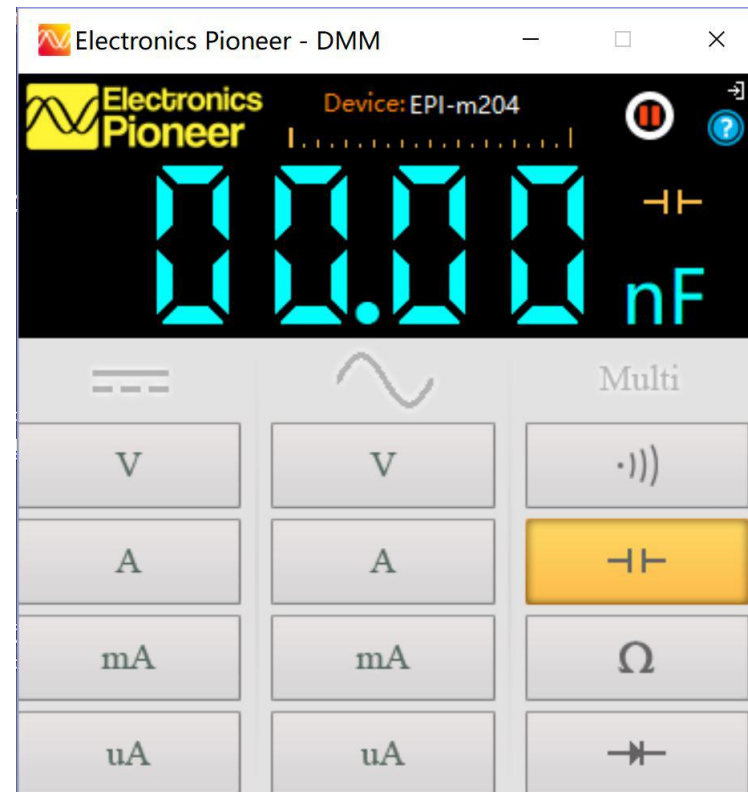 Electronics Pioneer - DMM
Electronics
Pioneer
Device: EPI-m204
?
00.00
nF
Multi
V V
A A
mA mA Ω
uA uA